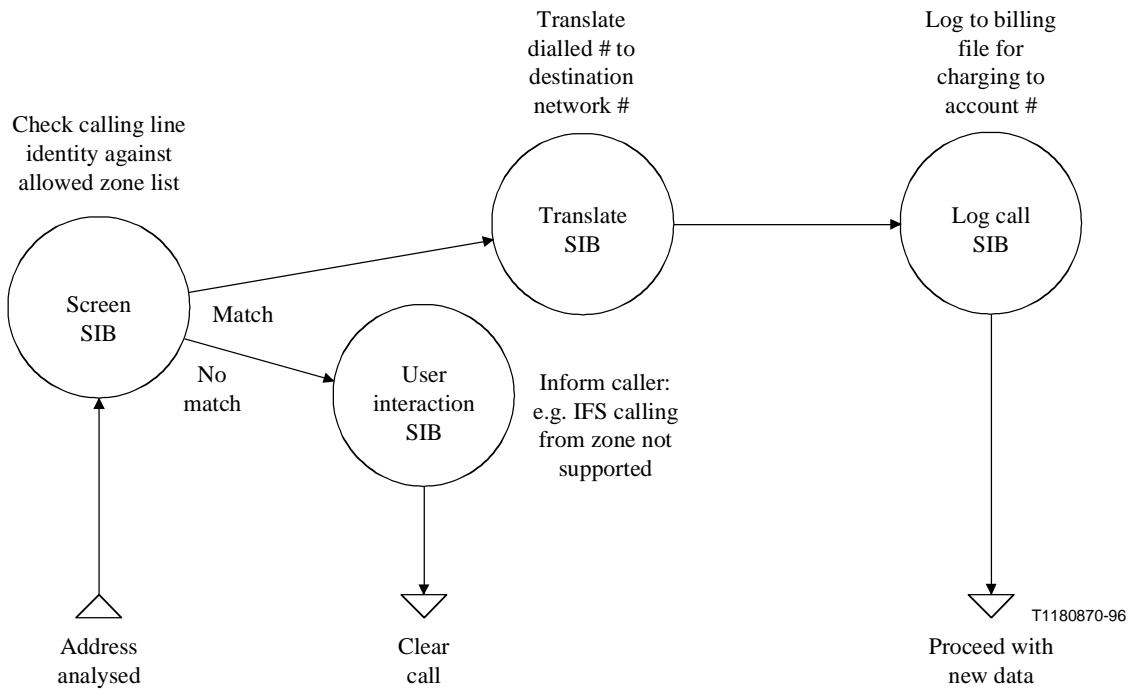 Translate
dialled # to
destination
network #
Log to billing
file for
charging to
account #
Check calling line
identity against
allowed zone list
Translate
SIB
Log call
SIB
Screen
SIB
Match
No
match
User
interaction
SIB
Inform caller:
e.g. IFS calling
from zone not
supported
T1180870-96
Address
analysed
Clear
call
Proceed with
new data